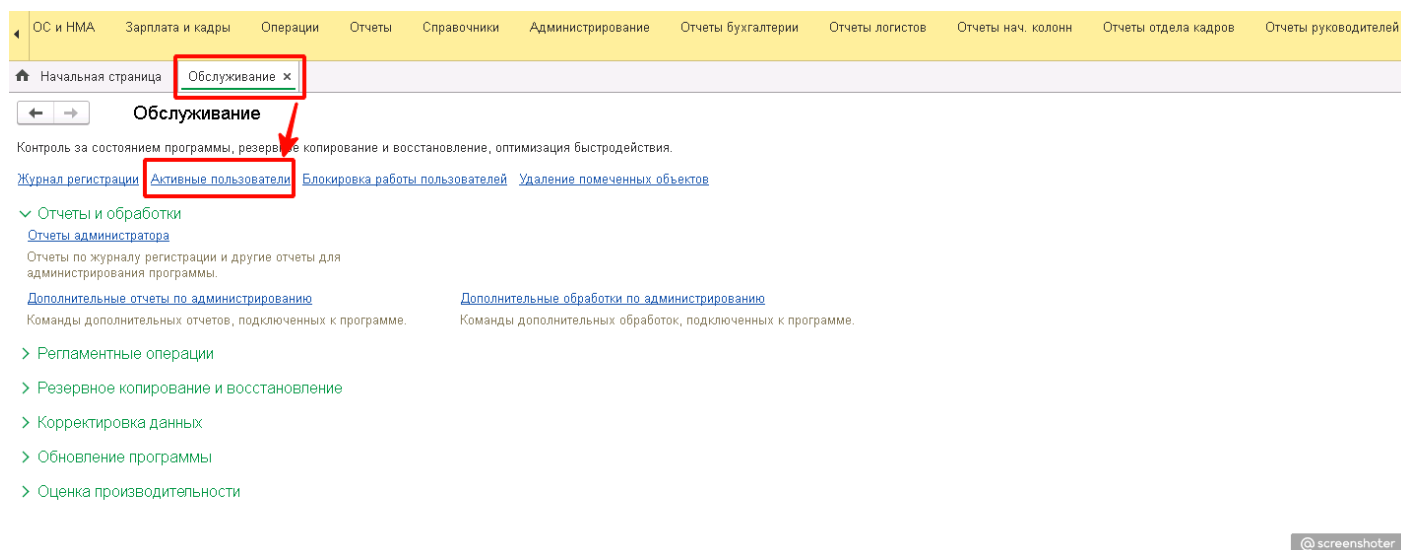 ОС и НМА Зарплата и кадры Операции Отчеты Справочники Администрирование Отчеты бухгалтерии Отчеты логистов Отчеты нач. колонн Отчеты отдела кадров Отчеты руководителей
Начальная страница Обслуживание ×
Обслуживание
Контроль за состоянием программы, резервное копирование и восстановление, оптимизация быстродействия.
Журнал регистрации Активные пользователи Блокировка работы пользователей Удаление помеченных объектов
Отчеты и обработки
Отчеты администратора
Отчеты по журналу регистрации и другие отчеты для
администрирования программы.
Дополнительные отчеты по администрированию Дополнительные обработки по администрированию
Команды дополнительных отчетов, подключенных к программе. Команды дополнительных обработок, подключенных к программе.
Регламентные операции
Резервное копирование и восстановление
Корректировка данных
Обновление программы
Оценка производительности
@screenshoter